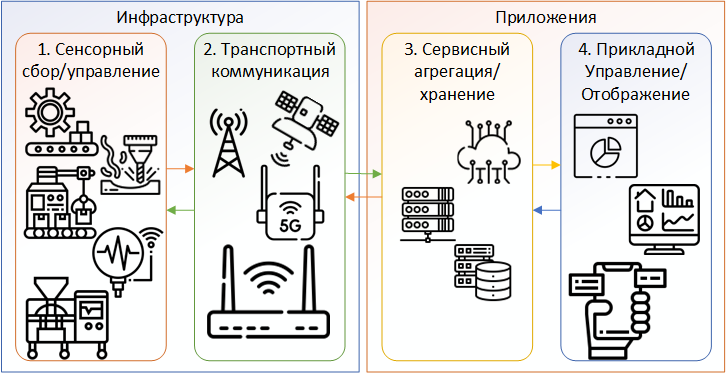 Инфраструктура
1. Сенсорный
сбор/управление
2. Транспортный
коммуникация
5G
Приложения
3. Сервисный
агрегация/
хранение
4. Прикладной
Управление/
Отображение